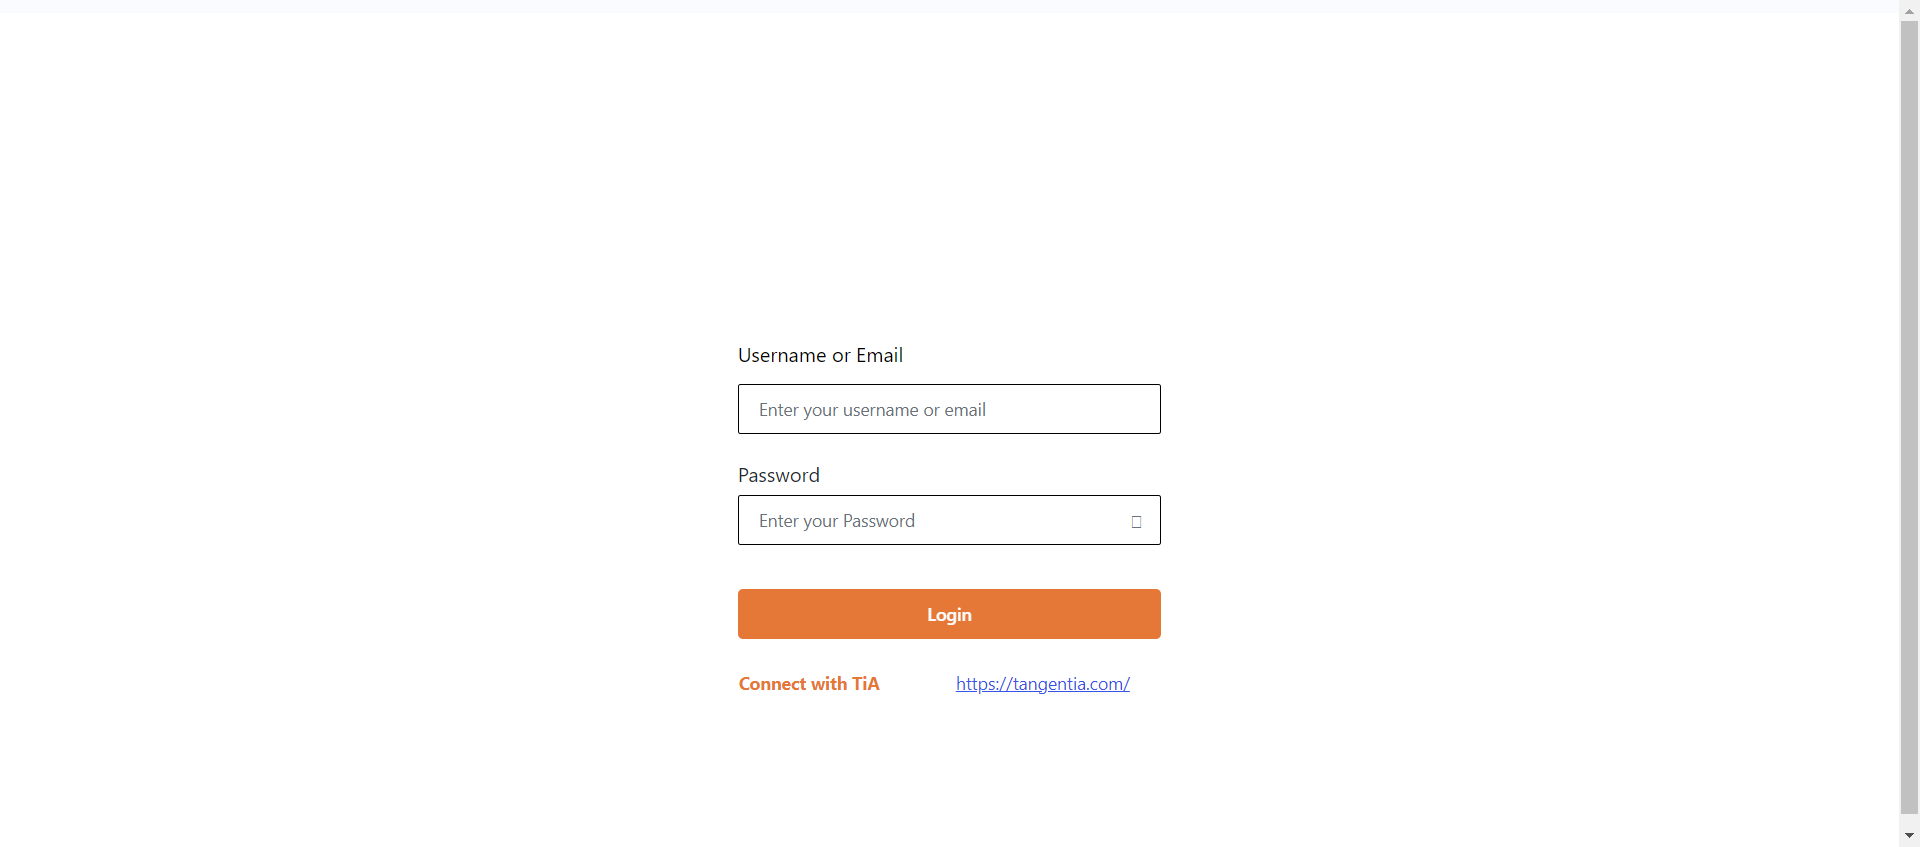 Username or Email
Enter your username or email
Password
Enter your Password
Login
Connect with TiA https://tangentia.com/